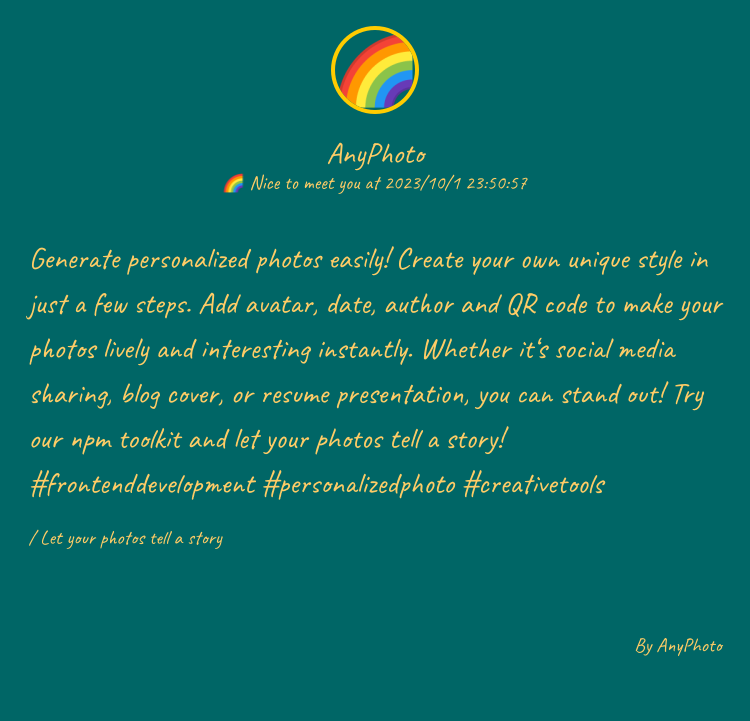 AnyPhoto
🌈 Nice to meet you at 2023/10/1 23:50:57
Generate personalized photos easily! Create your own unique style in
just a few steps. Add avatar, date, author and QR code to make your
photos lively and interesting instantly. Whether it‘s social media
sharing, blog cover, or resume presentation, you can stand out! Try
our npm toolkit and let your photos tell a story!
#frontenddevelopment #personalizedphoto #creativetools
/ Let your photos tell a story
By AnyPhoto